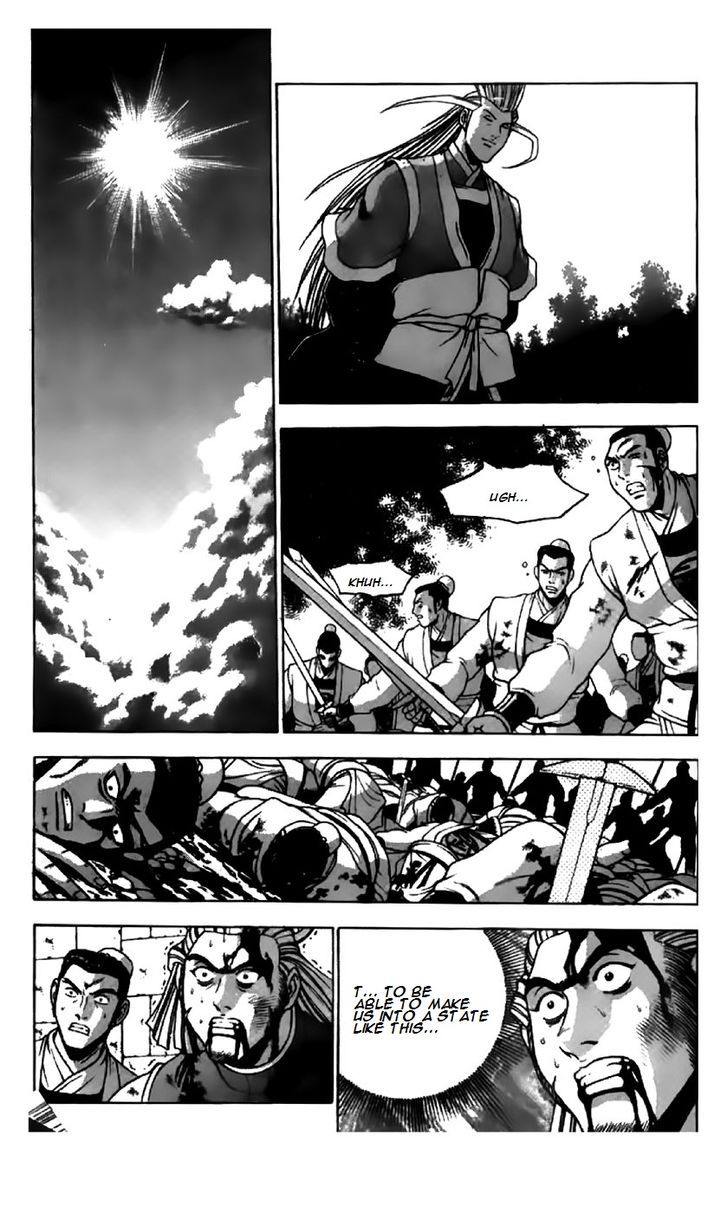 UGH...
KHUH...
T... TO BE
ABLE TO MAKE
US INTO A STATE
LIKE THIS...